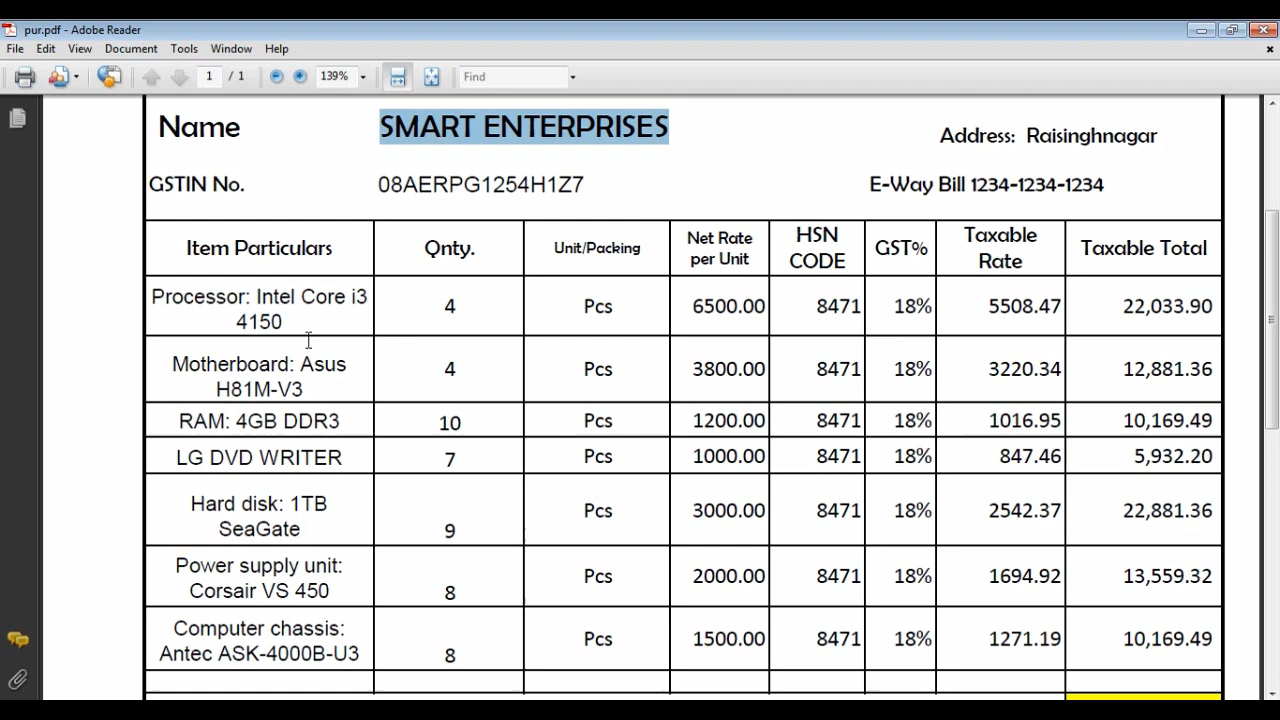 pur.pdf - Adobe Reader
File Edit View Document Tools Window Help
1 / 1 139% Find
Name SMART ENTERPRISES Address: Raisinghnagar
GSTIN No. 08AERPG1254H1Z7 E-Way Bill 1234-1234-1234
Item Particulars Qnty. Unit/Packing Net Rate per Unit HSN CODE GST% Taxable Rate Taxable Total
Processor: Intel Core i3 4150 4 Pcs 6500.00 8471 18% 5508.47 22,033.90
Motherboard: Asus H81M-V3 4 Pcs 3800.00 8471 18% 3220.34 12,881.36
RAM: 4GB DDR3 10 Pcs 1200.00 8471 18% 1016.95 10,169.49
LG DVD WRITER 7 Pcs 1000.00 8471 18% 847.46 5,932.20
Hard disk: 1TB SeaGate 9 Pcs 3000.00 8471 18% 2542.37 22,881.36
Power supply unit: Corsair VS 450 8 Pcs 2000.00 8471 18% 1694.92 13,559.32
Computer chassis: Antec ASK-4000B-U3 8 Pcs 1500.00 8471 18% 1271.19 10,169.49